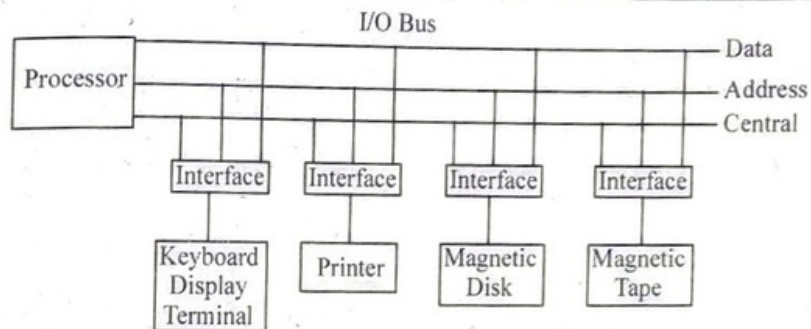 I/O Bus
Processor
Data
Address
Central
Interface
Interface
Interface
Interface
Keyboard
Display
Terminal
Printer
Magnetic
Disk
Magnetic
Tape